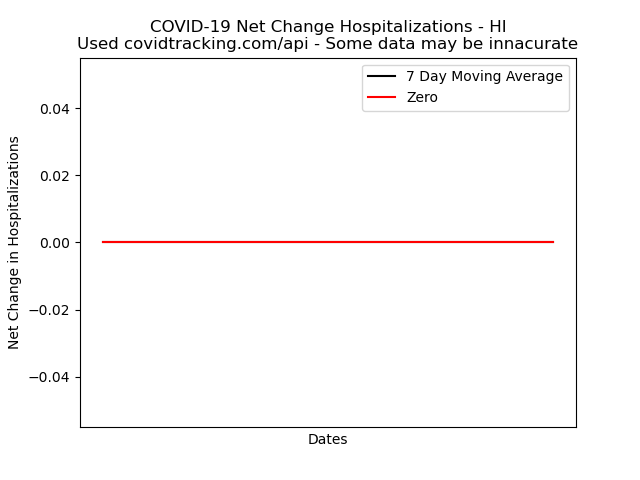 COVID-19 Net Change Hospitalizations - HI
Used covidtracking.com/api - Some data may be innacurate
7 Day Moving Average
Zero
Net Change in Hospitalizations
0.04
0.02
0.00
−0.02
−0.04
Dates